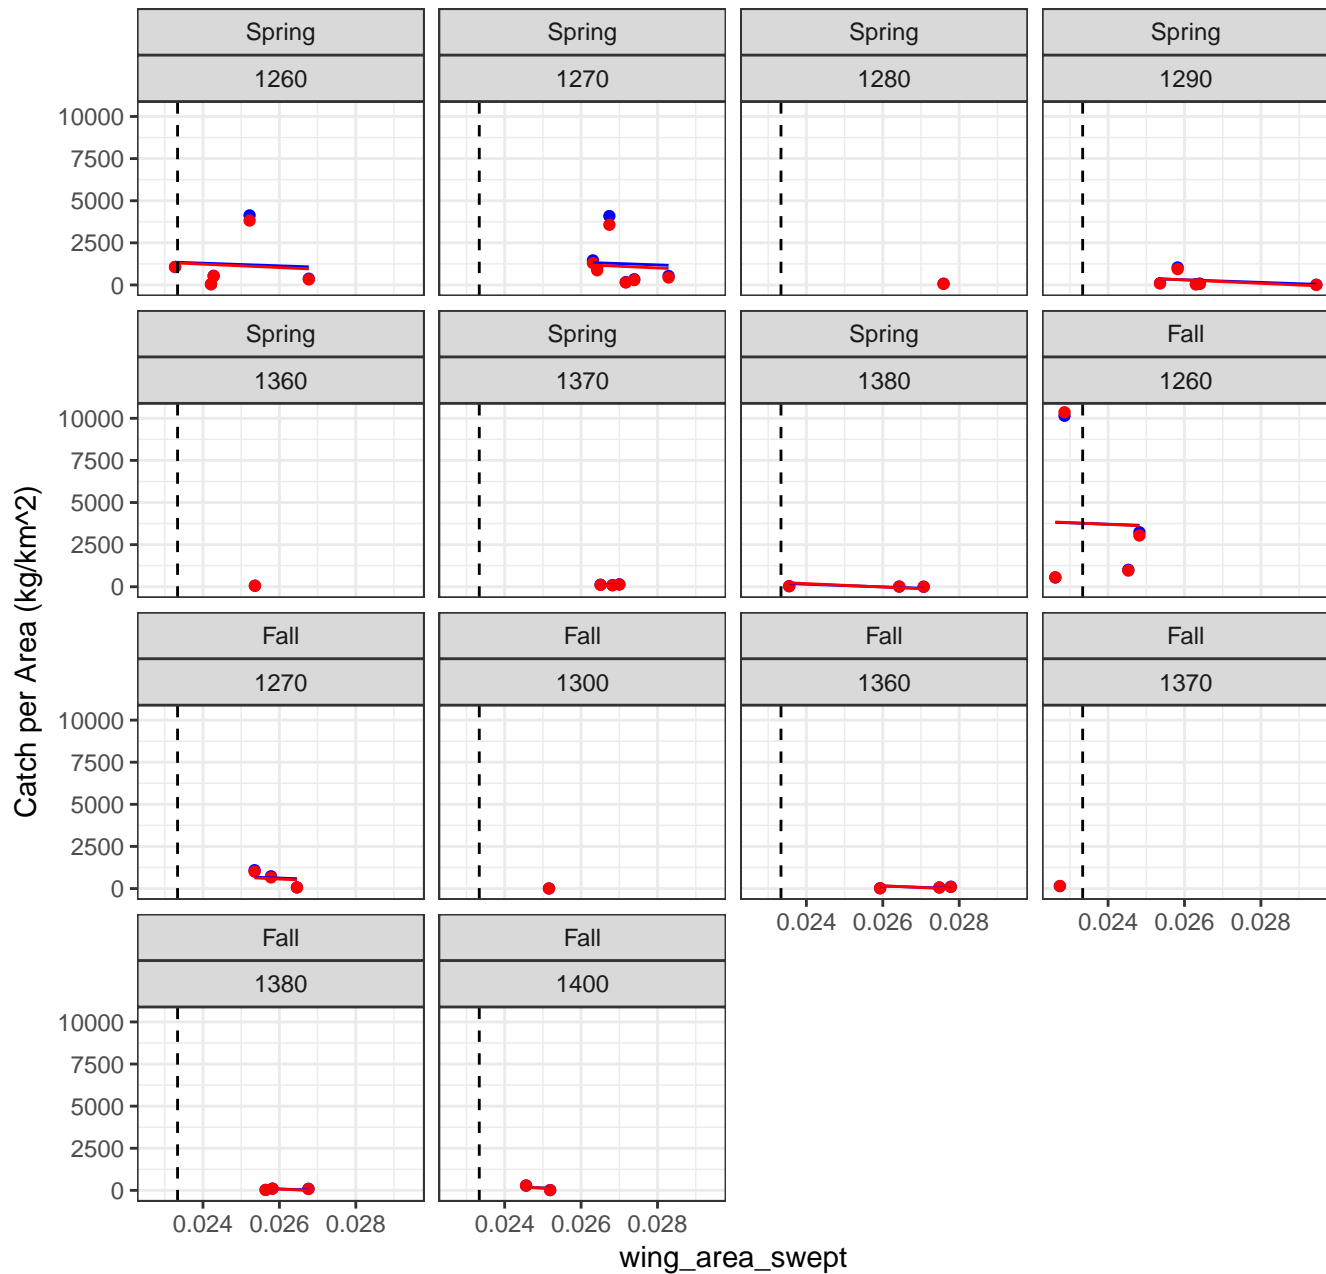 Spring Spring Spring Spring
1260 1270 1280 1290
10000
7500
5000
2500
0
Spring Spring Spring Fall
1360 1370 1380 1260
10000
7500
5000
2500
0
Fall Fall Fall Fall
1270 1300 1360 1370
10000
7500
5000
2500
0
0.024 0.026 0.028 0.024 0.026 0.028
Fall Fall
1380 1400
10000
7500
5000
2500
0
0.024 0.026 0.028 0.024 0.026 0.028
wing_area_swept
Catch per Area (kg/km^2)